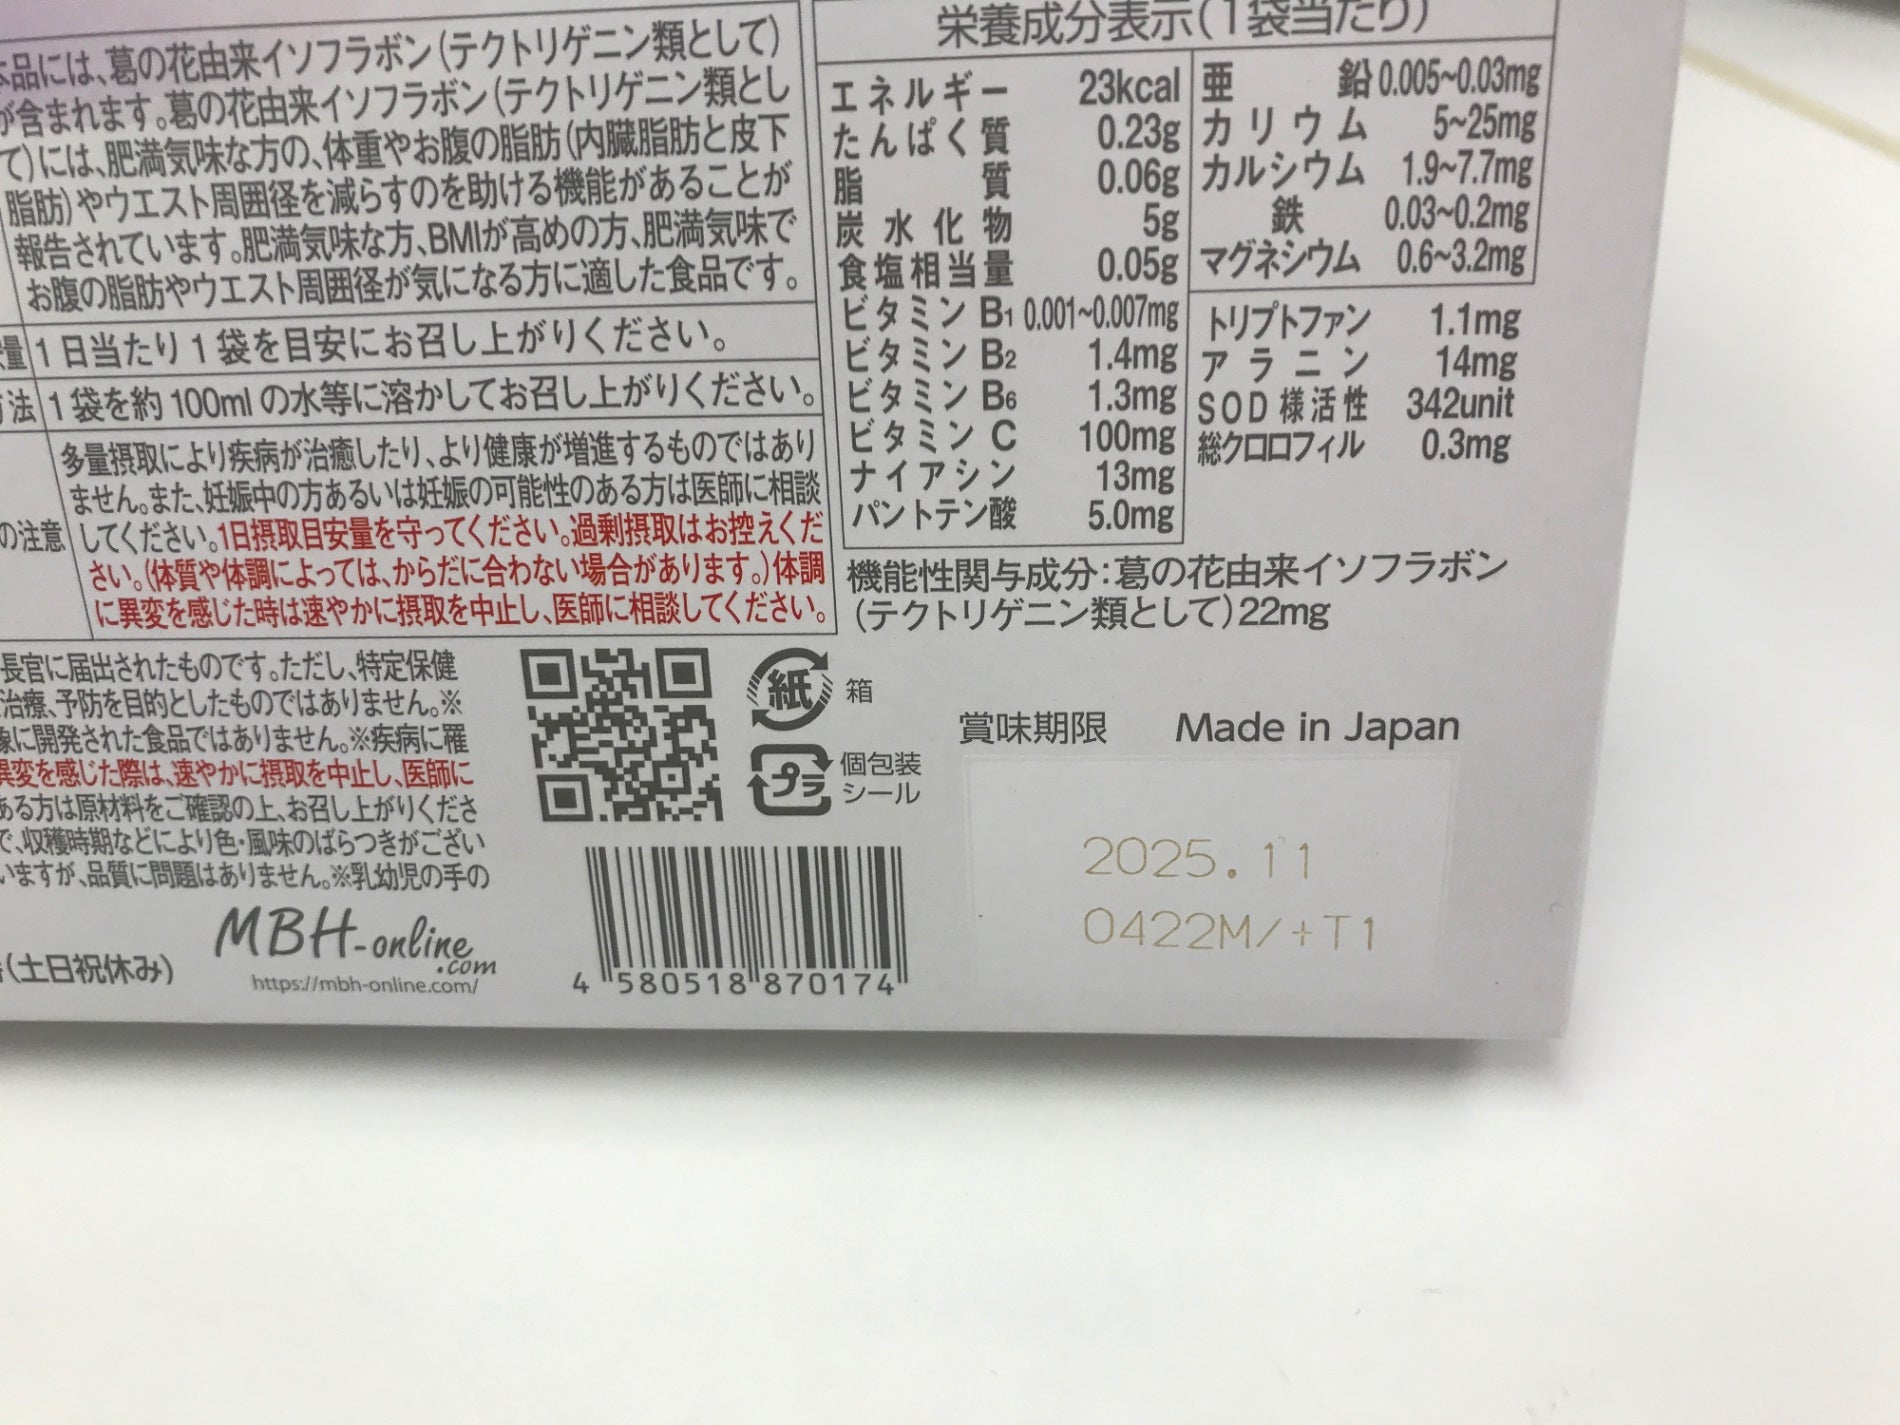 本品には、葛の花由来イソフラボン(テクトリゲニン類として)
が含まれます。葛の花由来イソフラボン(テクトリゲニン類とし
て)には、肥満気味な方の、体重やお腹の脂肪(内臓脂肪と皮下
脂肪)やウエスト周囲径を減らすのを助ける機能があることが
報告されています。肥満気味な方、BMIが高めの方、肥満気味で
お腹の脂肪やウエスト周囲径が気になる方に適した食品です。
量 1日当たり1袋を目安にお召し上がりください。
方法 1袋を約100mlの水等に溶かしてお召し上がりください。
多量摂取により疾病が治癒したり、より健康が増進するものではあり
ません。また、妊娠中の方あるいは妊娠の可能性のある方は医師に相談
の注意 してください。1日摂取目安量を守ってください。過剰摂取はお控えくだ
さい。(体質や体調によっては、からだに合わない場合があります。)体調
に異変を感じた時は速やかに摂取を中止し、医師に相談してください。
長官に届出されたものです。ただし、特定保健
治療、予防を目的としたものではありません。※
象に開発された食品ではありません。※疾病に罹
異変を感じた際は、速やかに摂取を中止し、医師に
ある方は原材料をご確認の上、お召し上がりくださ
で、収穫時期などにより色・風味のばらつきがござい
いますが、品質に問題はありません。※乳幼児の手の
(土日祝休み)
MBH-online
.com
https://mbh-online.com/
栄養成分表示(1袋当たり)
エネルギー 23kcal
たんぱく質 0.23g
脂質 0.06g
炭水化物 5g
食塩相当量 0.05g
ビタミンB1 0.001~0.007mg
ビタミンB2 1.4mg
ビタミンB6 1.3mg
ビタミンC 100mg
ナイアシン 13mg
パントテン酸 5.0mg
亜鉛 0.005~0.03mg
カリウム 5~25mg
カルシウム 1.9~7.7mg
鉄 0.03~0.2mg
マグネシウム 0.6~3.2mg
トリプトファン 1.1mg
アラニン 14mg
SOD様活性 342unit
総クロロフィル 0.3mg
機能性関与成分:葛の花由来イソフラボン
(テクトリゲニン類として)22mg
紙 箱
プラ 個包装
シール
4 580518 870174
賞味期限 Made in Japan
2025.11
0422M/+T1